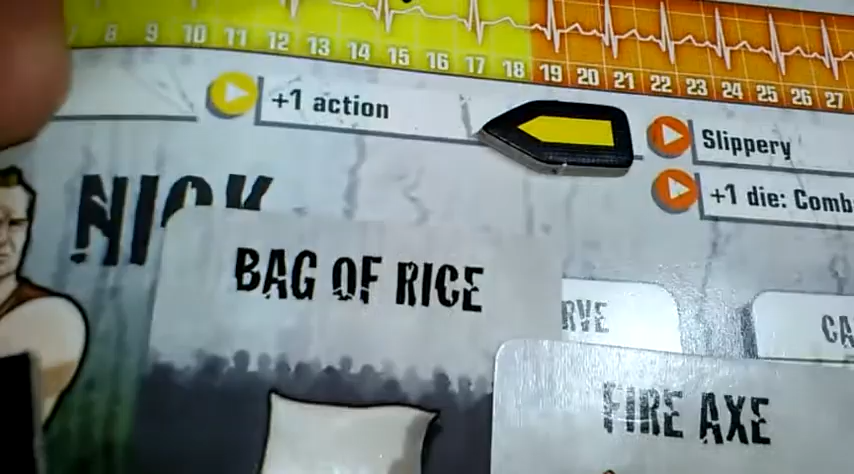 8 9 10 11 12 13 14 15 16 17 18 19 20 21 22 23 24 25 26 27
+1 action
Slippery
+1 die: Comb
NICK
BAG OF RICE
RVE
CA
FIRE AXE